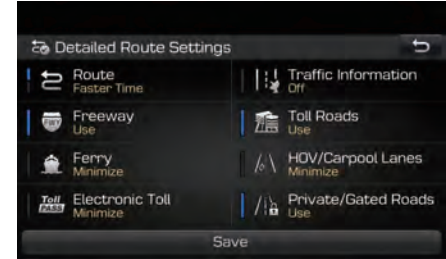 Detailed Route Settings
Route
Faster Time
Traffic Information
Off
FWY
Freeway
Use
Toll Roads
Use
Ferry
Minimize
HOV/Carpool Lanes
Minimize
Toll
PASS
Electronic Toll
Minimize
Private/Gated Roads
Use
Save